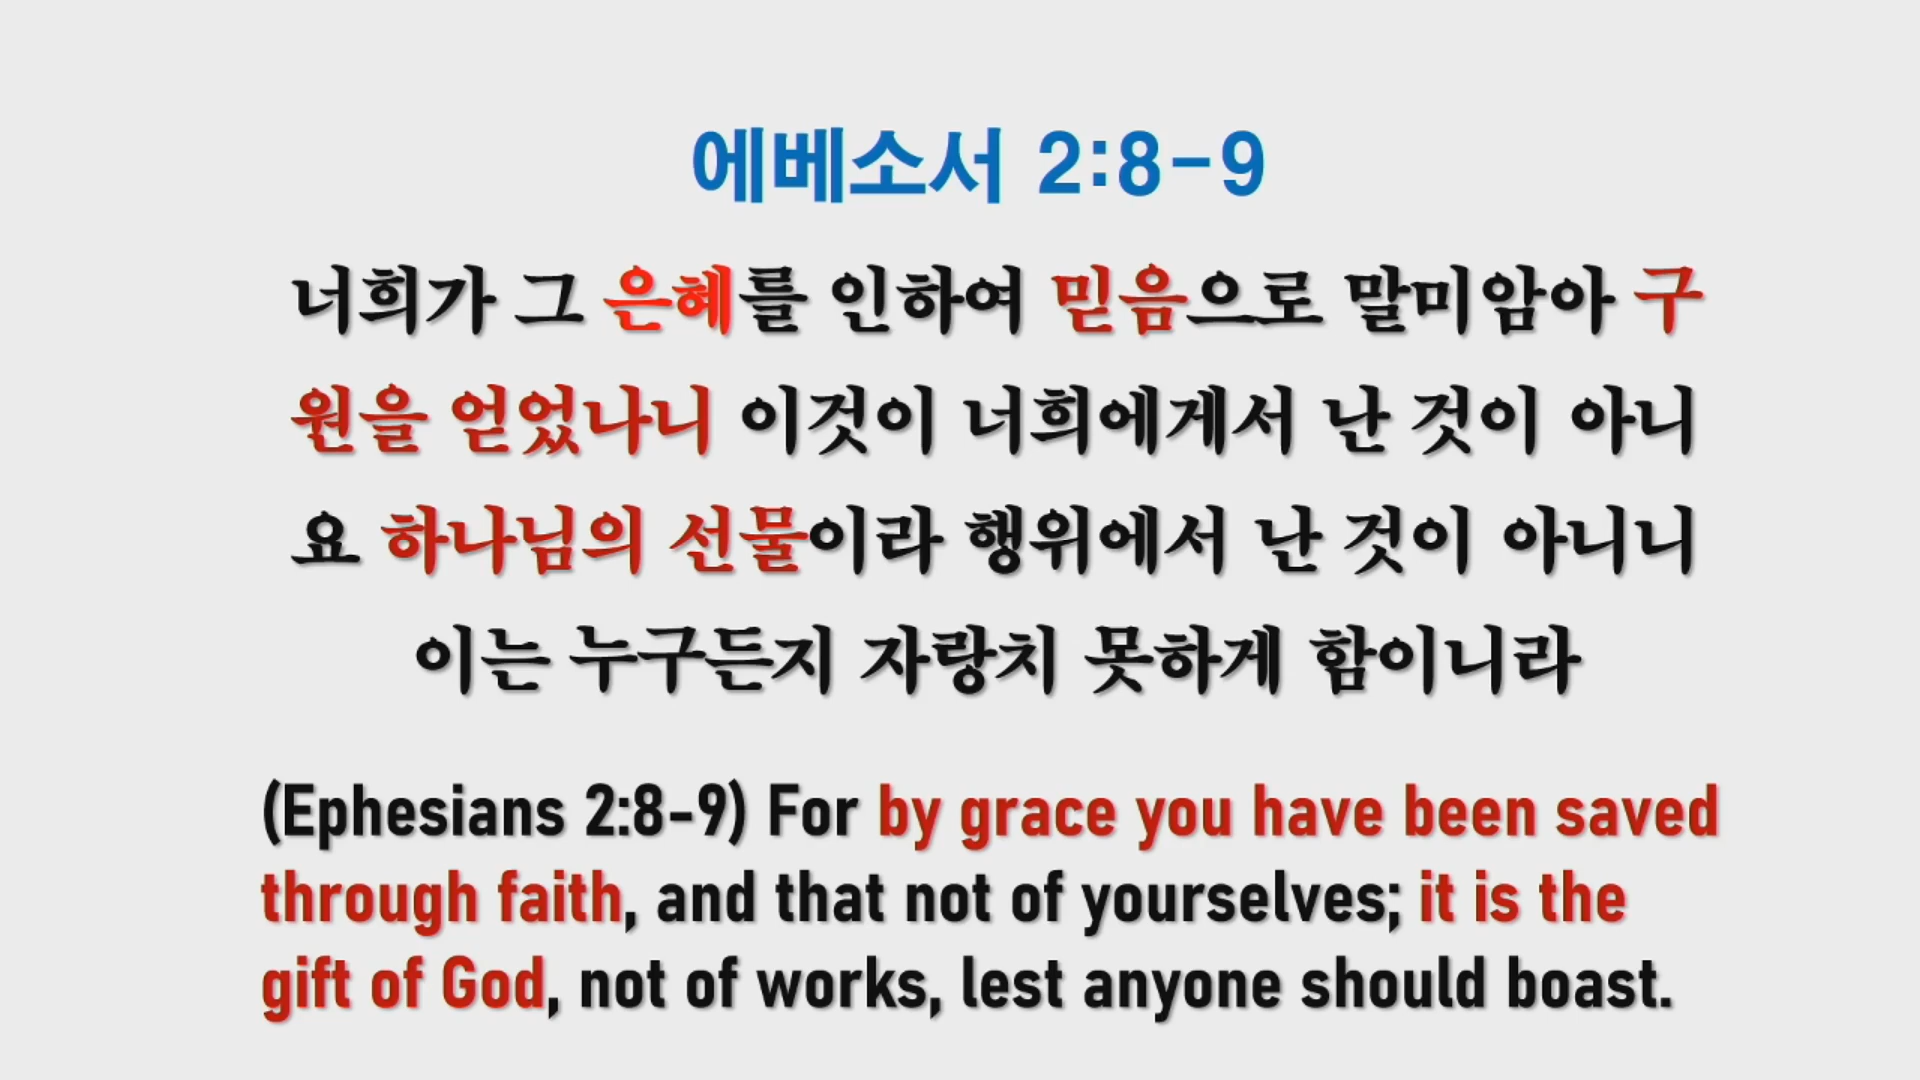 에베소서 2:8-9
너희가 그 은혜를 인하여 믿음으로 말미암아 구
원을 얻었나니 이것이 너희에게서 난 것이 아니
요 하나님의 선물이라 행위에서 난 것이 아니니
이는 누구든지 자랑치 못하게 함이니라
(Ephesians 2:8-9) For by grace you have been saved
through faith, and that not of yourselves; it is the
gift of God, not of works, lest anyone should boast.